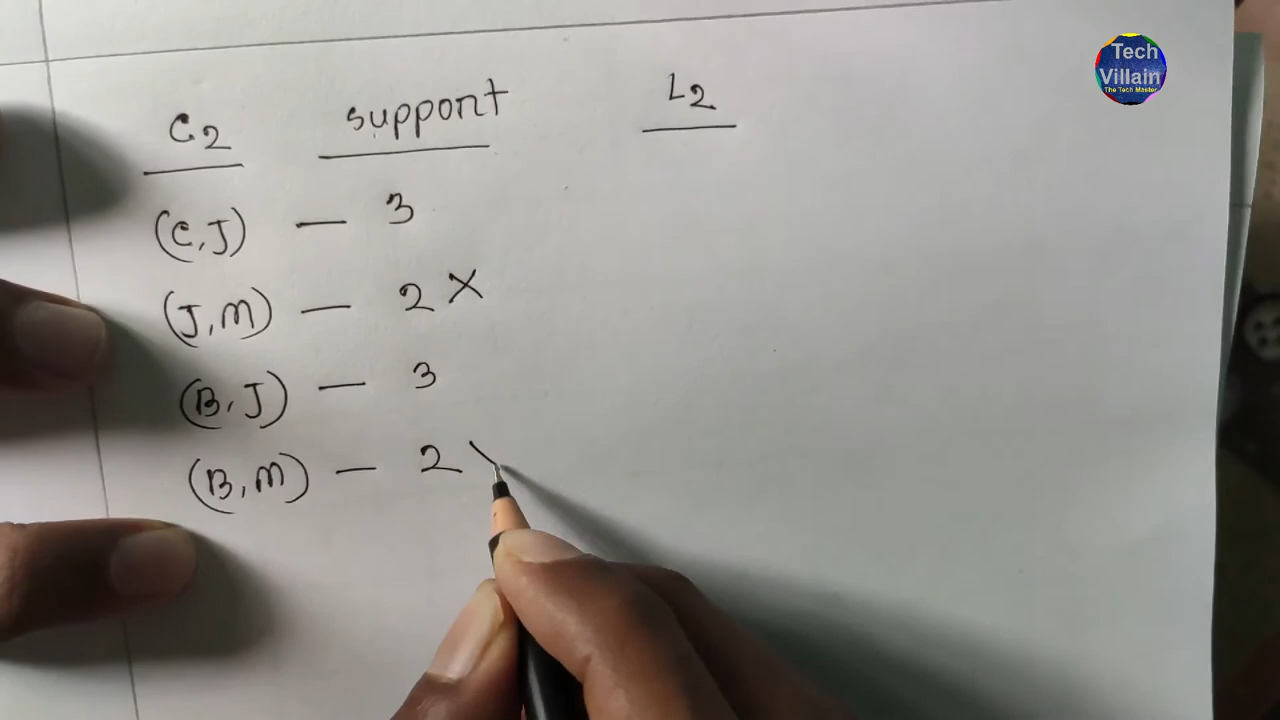 Tech
Villain
The Tech Master
C2 support L2
(C,J) — 3
(J,M) — 2 X
(B,J) — 3
(B,M) — 2 \